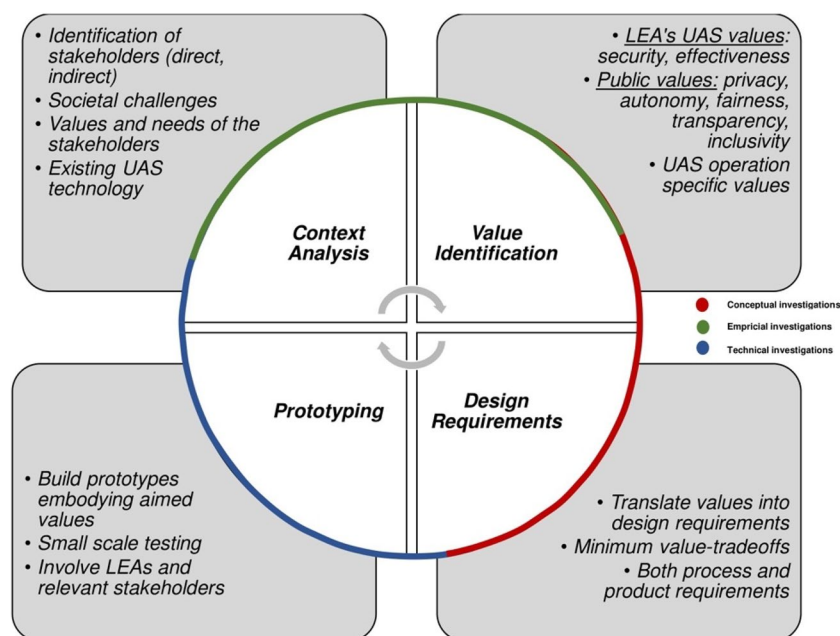 • Identification of
stakeholders (direct,
indirect)
• Societal challenges
• Values and needs of the
stakeholders
• Existing UAS
technology
• LEA's UAS values:
security, effectiveness
• Public values: privacy,
autonomy, fairness,
transparency,
inclusivity
• UAS operation
specific values
Context
Analysis
Value
Identification
Conceptual investigations
Empricial investigations
Technical investigations
Prototyping
Design
Requirements
• Build prototypes
embodying aimed
values
• Small scale testing
• Involve LEAs and
relevant stakeholders
• Translate values into
design requirements
• Minimum value-tradeoffs
• Both process and
product requirements